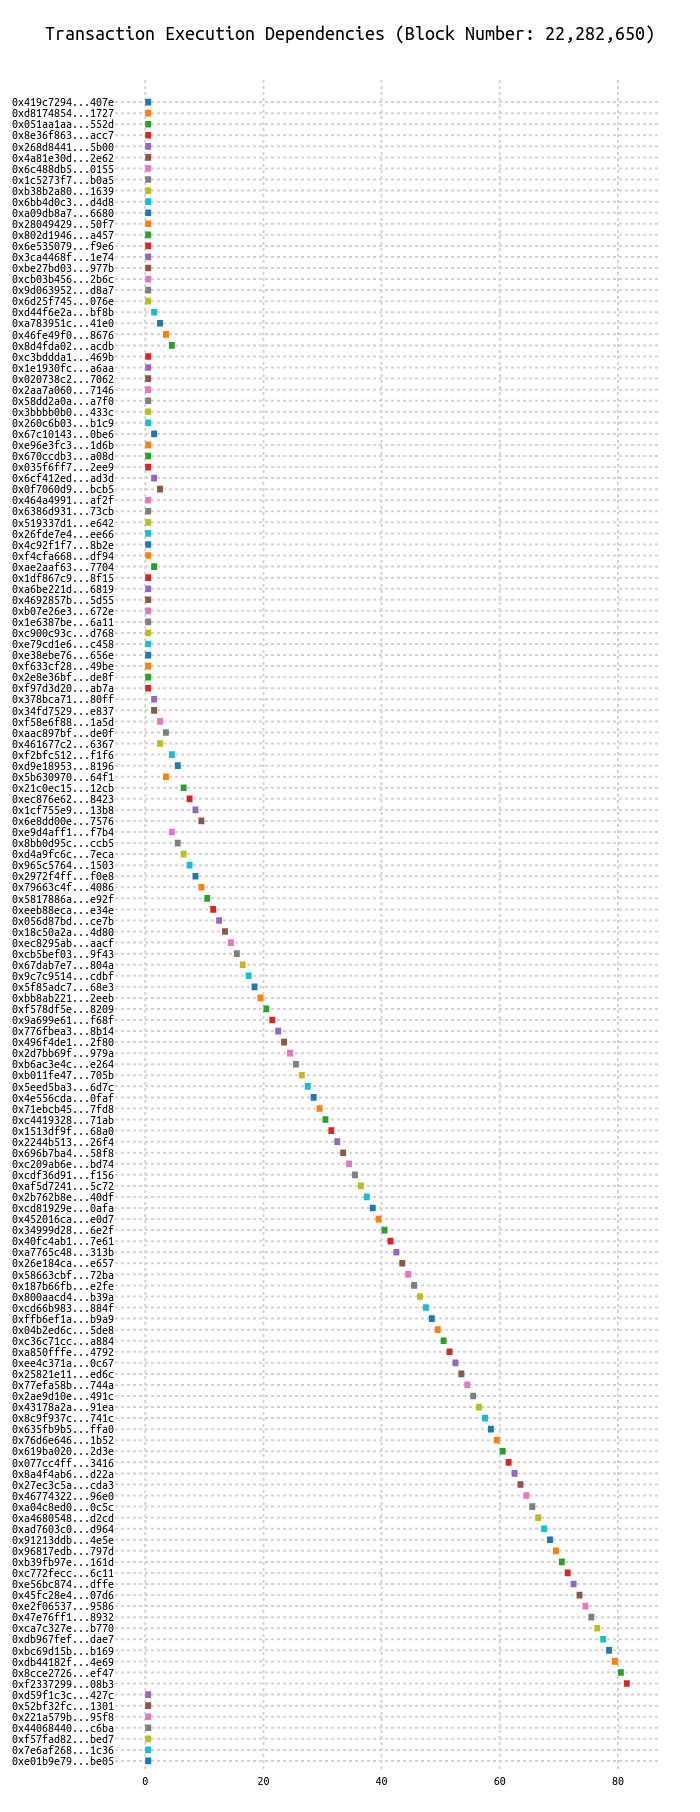 Transaction Execution Dependencies (Block Number: 22,282,650)
0x419c7294...407e
0xd8174854...1727
0x051aa1aa...552d
0x8e36f863...acc7
0x268d8441...5b00
0x4a81e30d...2e62
0x6c488db5...0155
0x1c5273f7...b0a5
0xb38b2a80...1639
0x6bb4d0c3...d4d8
0xa09db8a7...6680
0x28049429...50f7
0x802d1946...a457
0x6e535079...f9e6
0x3ca4468f...1e74
0xbe27bd03...977b
0xcb03b456...2b6c
0x9d063952...d8a7
0x6d25f745...076e
0xd44f6e2a...bf8b
0xa783951c...41e0
0x46fe49f0...8676
0x8d4fda02...acdb
0xc3bddda1...469b
0x1e1930fc...a6aa
0x020738c2...7062
0x2aa7a060...7146
0x58dd2a0a...a7f0
0x3bbbb0b0...433c
0x260c6b03...b1c9
0x67c10143...0be6
0xe96e3fc3...1d6b
0x670ccdb3...a08d
0x035f6ff7...2ee9
0x6cf412ed...ad3d
0x0f7060d9...bcb5
0x464a4991...af2f
0x6386d931...73cb
0x519337d1...e642
0x26fde7e4...ee66
0x4c92f1f7...8b2e
0xf4cfa668...df94
0xae2aaf63...7704
0x1df867c9...8f15
0xa6be221d...6819
0x4692857b...5d55
0xb07e26e3...672e
0x1e6387be...6a11
0xc900c93c...d768
0xe79cd1e6...c458
0xe38ebe76...656e
0xf633cf28...49be
0x2e8e36bf...de8f
0xf97d3d20...ab7a
0x378bca71...80ff
0x34fd7529...e837
0xf58e6f88...1a5d
0xaac897bf...de0f
0x461677c2...6367
0xf2bfc512...f1f6
0xd9e18953...8196
0x5b630970...64f1
0x21c0ec15...12cb
0xec876e62...8423
0x1cf755e9...13b8
0x6e8dd00e...7576
0xe9d4aff1...f7b4
0x8bb0d95c...ccb5
0xd4a9fc6c...7eca
0x965c5764...1503
0x2972f4ff...f0e8
0x79663c4f...4086
0x5817886a...e92f
0xeeb88eca...e34e
0x056d87bd...ce7b
0x18c50a2a...4d80
0xec8295ab...aacf
0xcb5bef03...9f43
0x67dab7e7...804a
0x9c7c9514...cdbf
0x5f85adc7...68e3
0xbb8ab221...2eeb
0xf578df5e...8209
0x9a699e61...f68f
0x776fbea3...8b14
0x496f4de1...2f80
0x2d7bb69f...979a
0xb6ac3e4c...e264
0xb011fe47...705b
0x5eed5ba3...6d7c
0x4e556cda...0faf
0x71ebcb45...7fd8
0xc4419328...71ab
0x1513df9f...68a0
0x2244b513...26f4
0x696b7ba4...58f8
0xc209ab6e...bd74
0xcdf36d91...f156
0xaf5d7241...5c72
0x2b762b8e...40df
0xcd81929e...0afa
0x452016ca...e0d7
0x34999d28...6e2f
0x40fc4ab1...7e61
0xa7765c48...313b
0x26e184ca...e657
0x58663cbf...72ba
0x187b66fb...e2fe
0x800aacd4...b39a
0xcd66b983...884f
0xffb6ef1a...b9a9
0x04b2ed6c...5de8
0xc36c71cc...a884
0xa850fffe...4792
0xee4c371a...0c67
0x25821e11...ed6c
0x77efa58b...744a
0x2ae9d10e...491c
0x43178a2a...91ea
0x8c9f937c...741c
0x635fb9b5...ffa0
0x76d6e646...1b52
0x619ba020...2d3e
0x077cc4ff...3416
0x8a4f4ab6...d22a
0x27ec3c5a...cda3
0x46774322...96e0
0xa04c8ed0...0c5c
0xa4680548...d2cd
0xad7603c0...d964
0x91213ddb...4e5e
0x96817edb...797d
0xb39fb97e...161d
0xc772fecc...6c11
0xe56bc874...dffe
0x45fc28e4...07d6
0xe2f06537...9586
0x47e76ff1...8932
0xca7c327e...b770
0xdb967fef...dae7
0xbc69d15b...b169
0xdb44182f...4e69
0x8cce2726...ef47
0xf2337299...08b3
0xd59f1c3c...427c
0x52bf32fc...1301
0x221a579b...95f8
0x44068440...c6ba
0xf57fad82...bed7
0x7e6af268...1c36
0xe01b9e79...be05
0 20 40 60 80